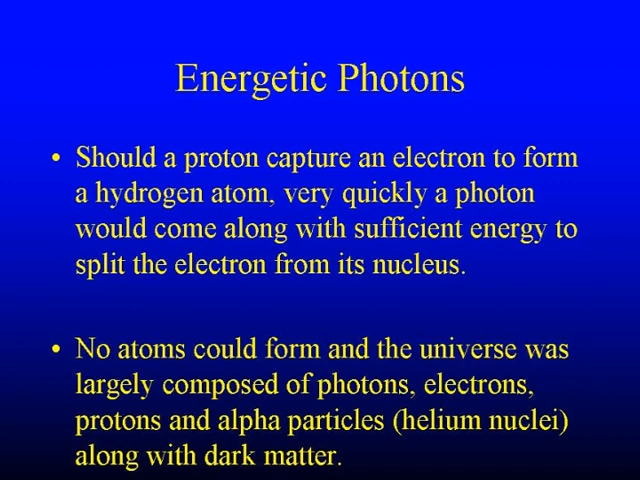 Energetic Photons
• Should a proton capture an electron to form
a hydrogen atom, very quickly a photon
would come along with sufficient energy to
split the electron from its nucleus.
• No atoms could form and the universe was
largely composed of photons, electrons,
protons and alpha particles (helium nuclei)
along with dark matter.